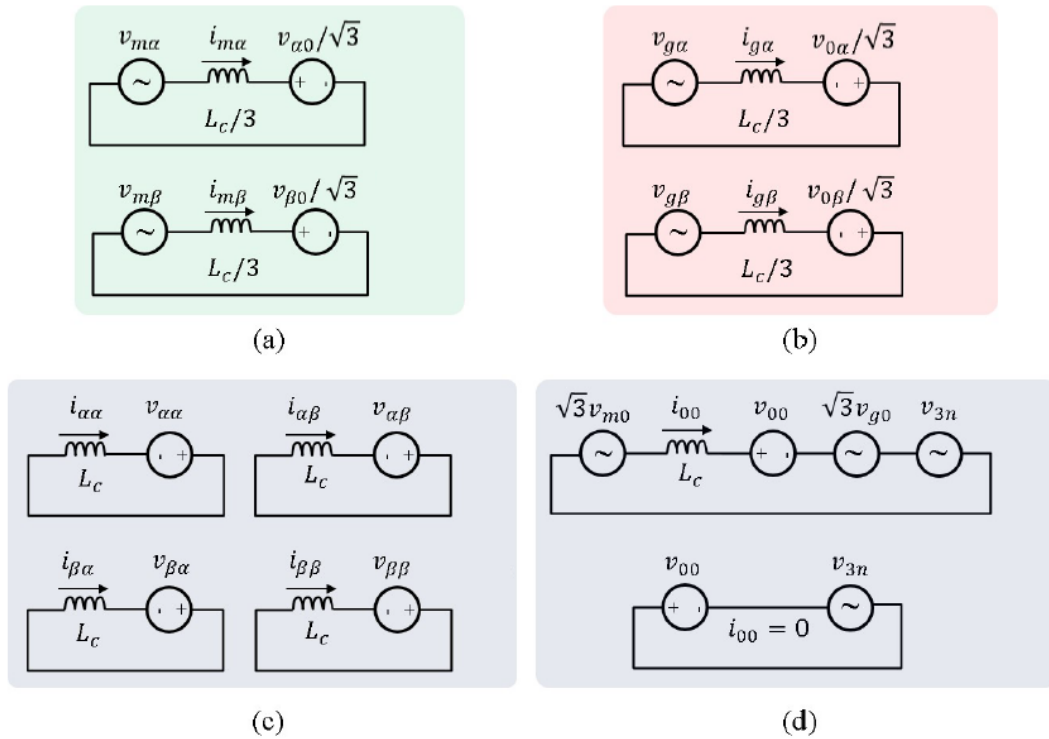 v_{mα} i_{mα} v_{α0}/√3
~ + -
L_c/3
v_{mβ} i_{mβ} v_{β0}/√3
~ + -
L_c/3
(a)
v_{gα} i_{gα} v_{0α}/√3
~ - +
L_c/3
v_{gβ} i_{gβ} v_{0β}/√3
~ + -
L_c/3
(b)
i_{αα} v_{αα} i_{αβ} v_{αβ}
- + - +
L_c L_c
i_{βα} v_{βα} i_{ββ} v_{ββ}
- + - +
L_c L_c
(c)
√3v_{m0} i_{00} v_{00} √3v_{g0} v_{3n}
~ + - ~ ~
L_c
v_{00} v_{3n}
+ - ~
i_{00} = 0
(d)